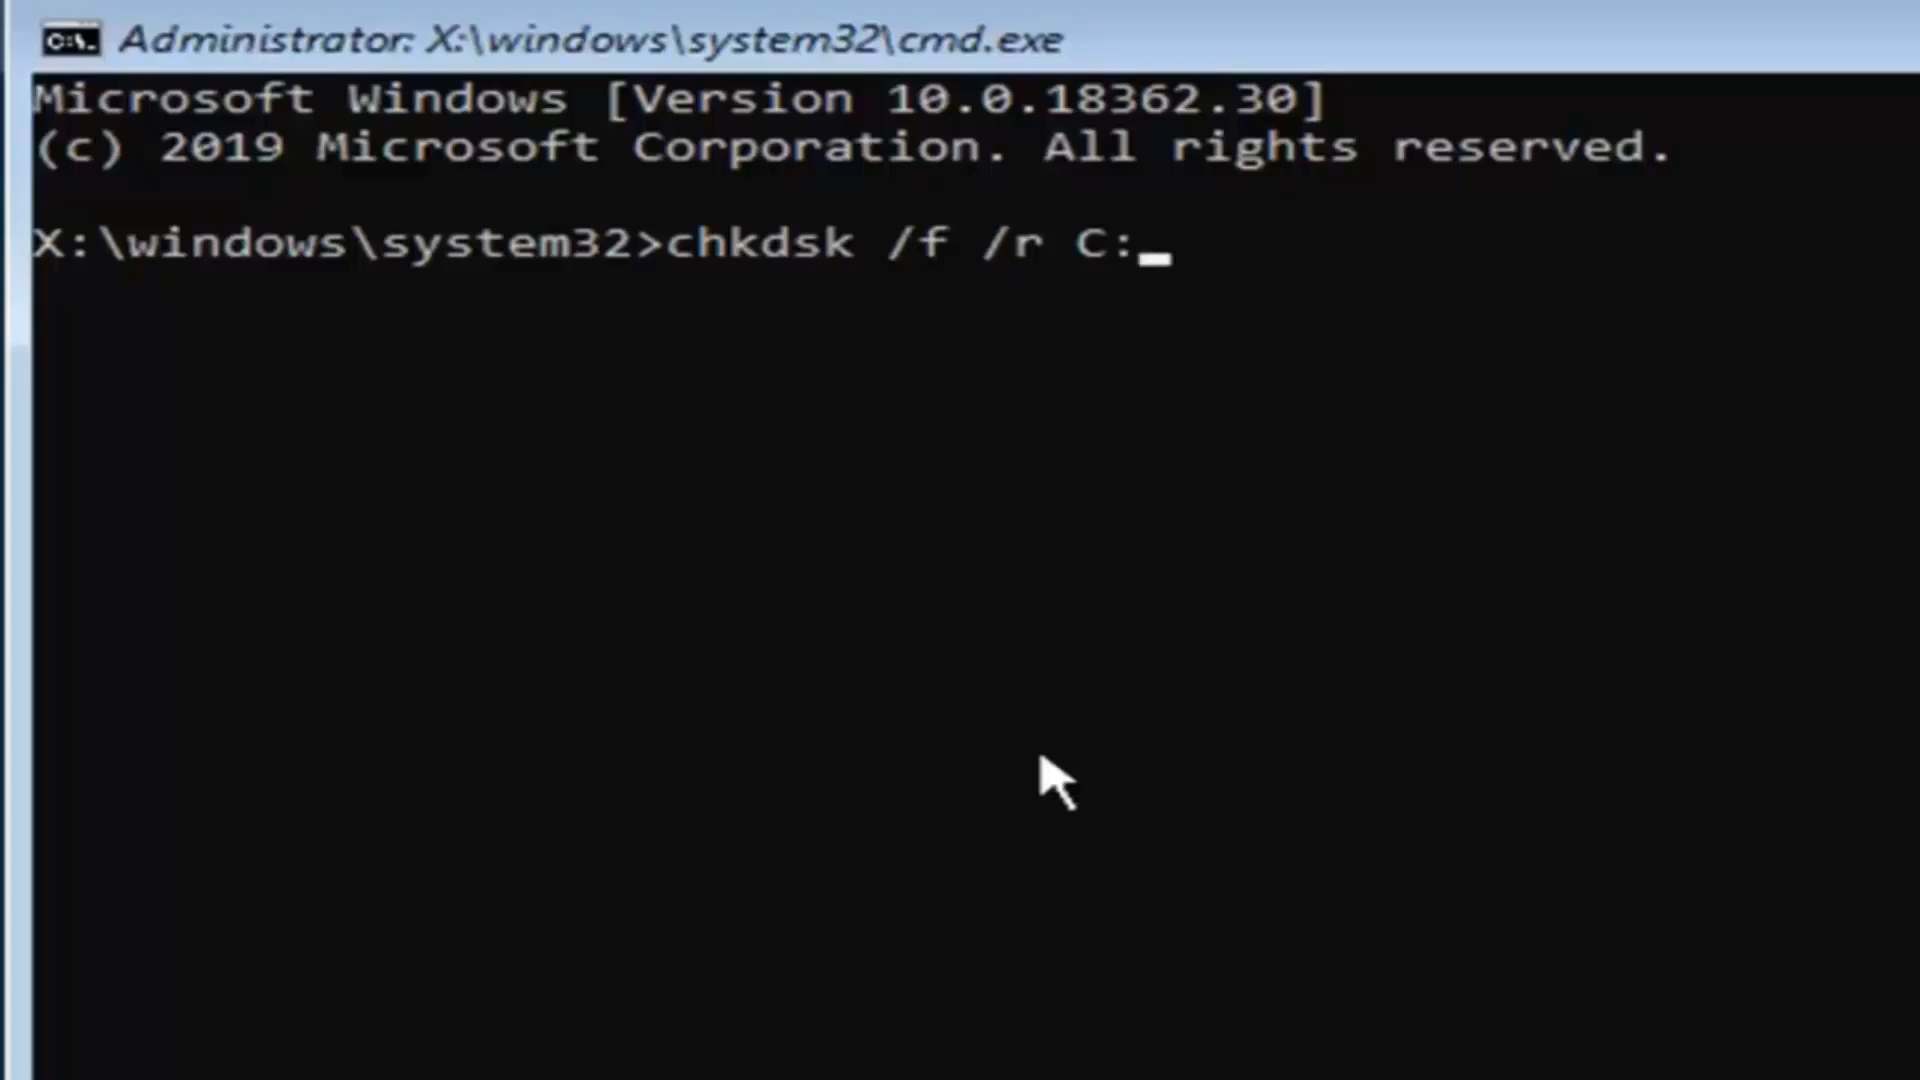 C:\.
Administrator: X:\windows\system32\cmd.exe
Microsoft Windows [Version 10.0.18362.30]
(c) 2019 Microsoft Corporation. All rights reserved.
X:\windows\system32>chkdsk /f /r C: